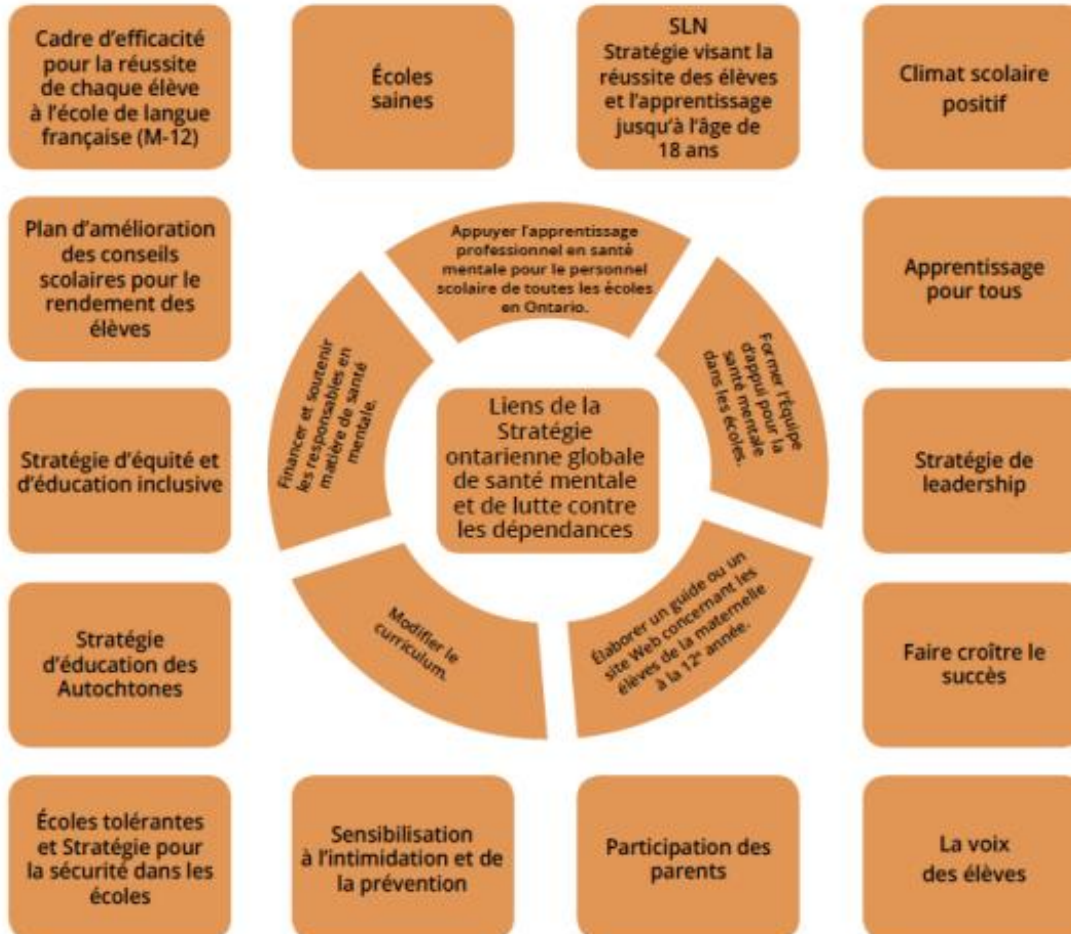 Cadre d'efficacité
pour la réussite
de chaque élève
à l'école de langue
française (M-12)
Écoles
saines
SLN
Stratégie visant la
réussite des élèves
et l'apprentissage
jusqu'à l'âge de
18 ans
Climat scolaire
positif
Plan d'amélioration
des conseils
scolaires pour le
rendement des
élèves
Appuyer l'apprentissage
professionnel en santé
mentale pour le personnel
scolaire de toutes les écoles
en Ontario.
Apprentissage
pour tous
Financer et soutenir
les responsables en
matière de santé
mentale.
Former l'Équipe
d'appui pour la
santé mentale
dans les écoles.
Liens de la
Stratégie
ontarienne globale
de santé mentale
et de lutte contre
les dépendances
Stratégie d'équité et
d'éducation inclusive
Stratégie de
leadership
Modifier le
curriculum.
Élaborer un guide ou un
site Web concernant les
élèves de la maternelle
à la 12e année.
Stratégie
d'éducation des
Autochtones
Faire croître le
succès
Écoles tolérantes
et Stratégie pour
la sécurité dans les
écoles
Sensibilisation
à l'intimidation et de
la prévention
Participation des
parents
La voix
des élèves